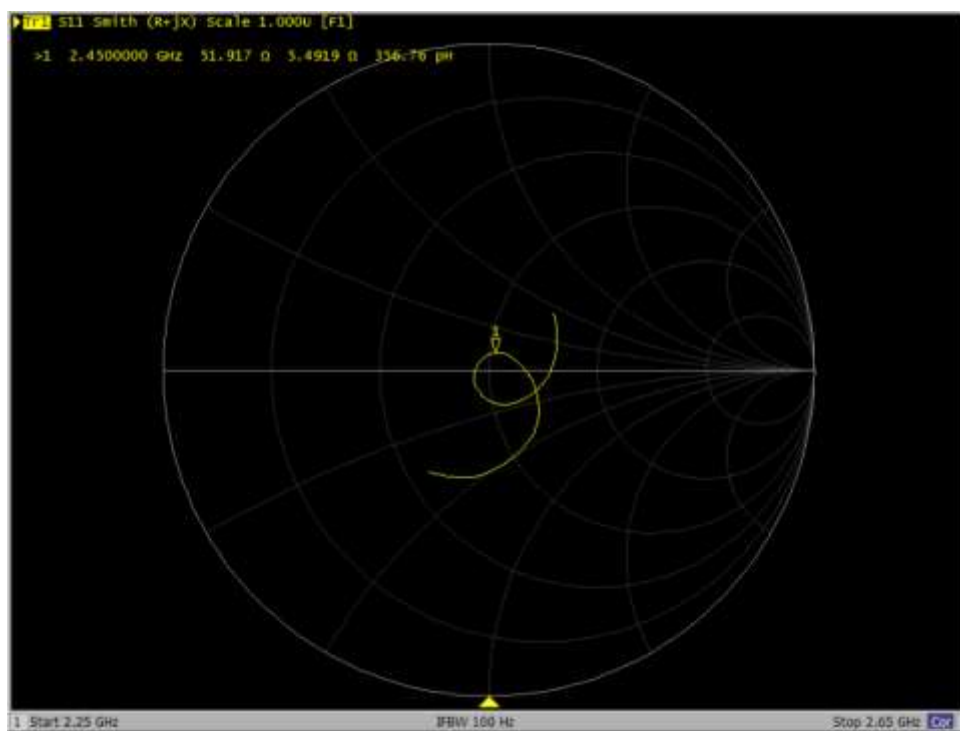 Tr1 S11 Smith (R+jX) Scale 1.000U [F1]
>1 2.4500000 GHz 51.917 Ω 5.4919 Ω 356.76 pH
1
1 Start 2.25 GHz IFBW 100 Hz Stop 2.65 GHz Cor